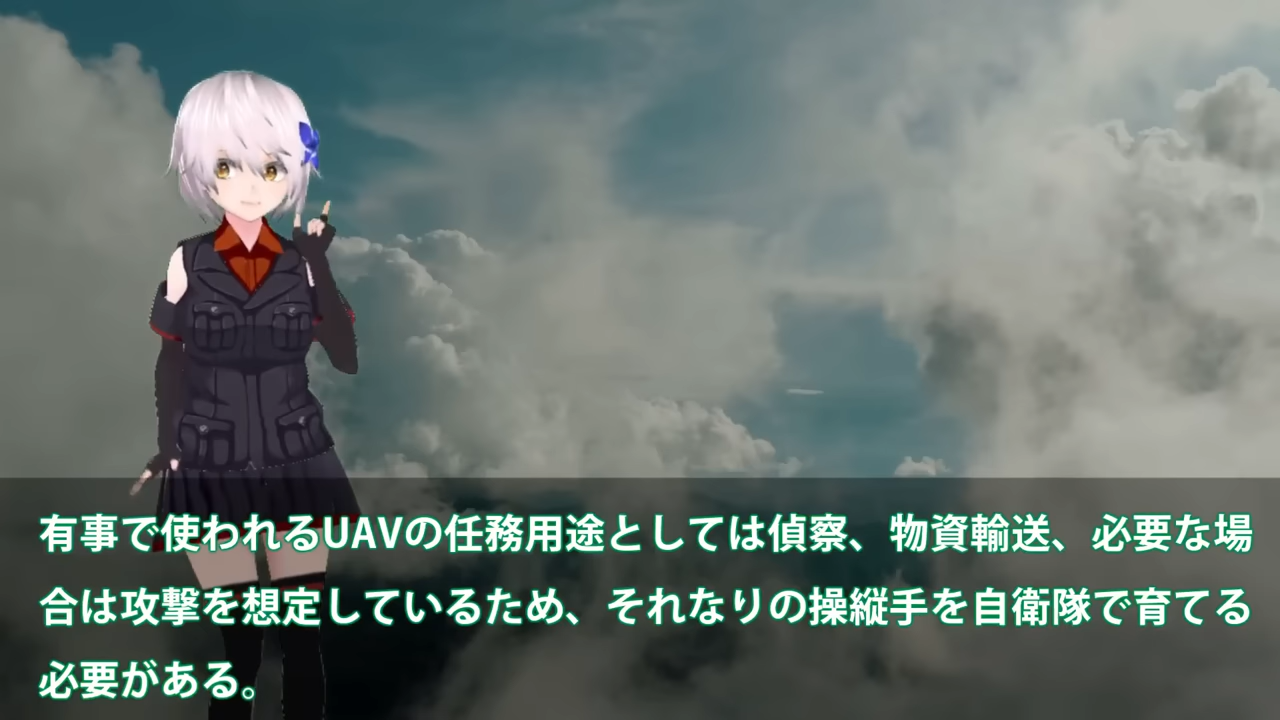 有事で使われるUAVの任務用途としては偵察、物資輸送、必要な場
合は攻撃を想定しているため、それなりの操縦手を自衛隊で育てる
必要がある。